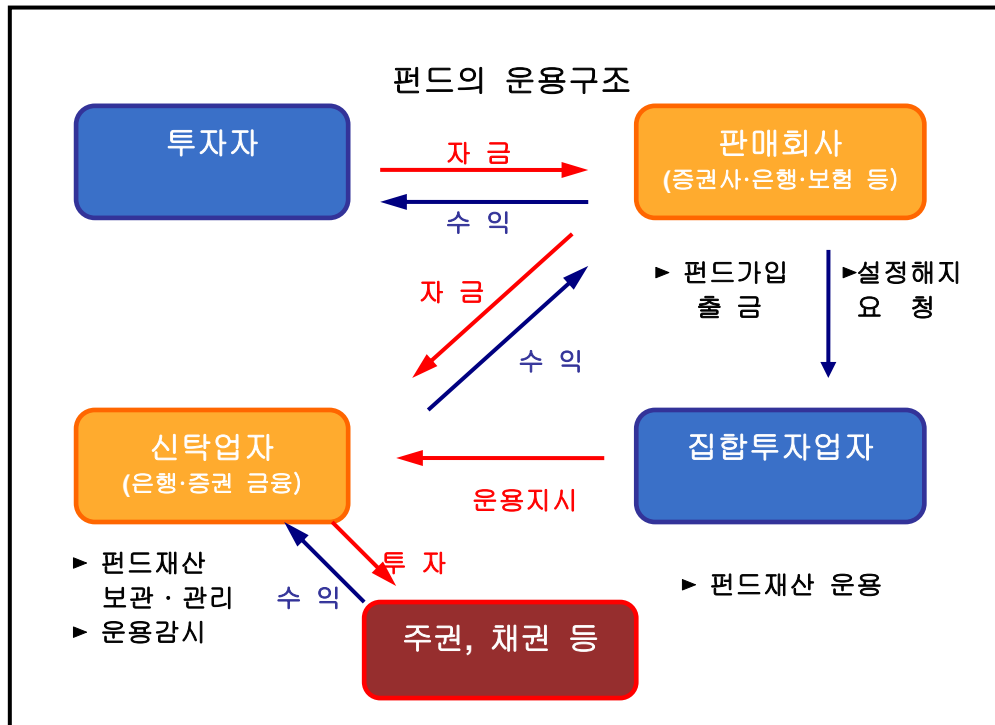 펀드의 운용구조
투자자
판매회사
(증권사·은행·보험 등)
자 금
수 익
자 금
수 익
► 펀드가입
출 금
►설정해지
요 청
신탁업자
(은행·증권 금융)
집합투자업자
운용지시
► 펀드재산
보관 · 관리
► 운용감시
투 자
수 익
주권, 채권 등
► 펀드재산 운용